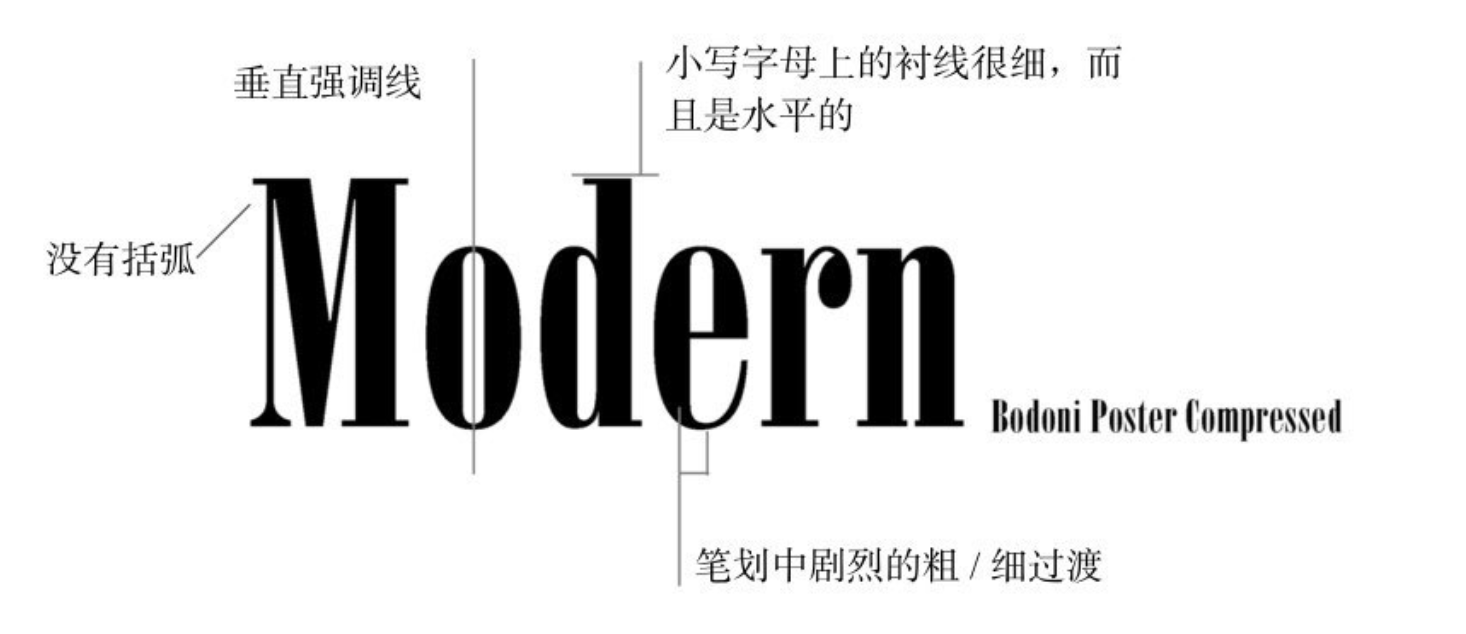 垂直强调线
小写字母上的衬线很细，而
且是水平的
没有括弧
Modern
Bodoni Poster Compressed
笔划中剧烈的粗 / 细过渡